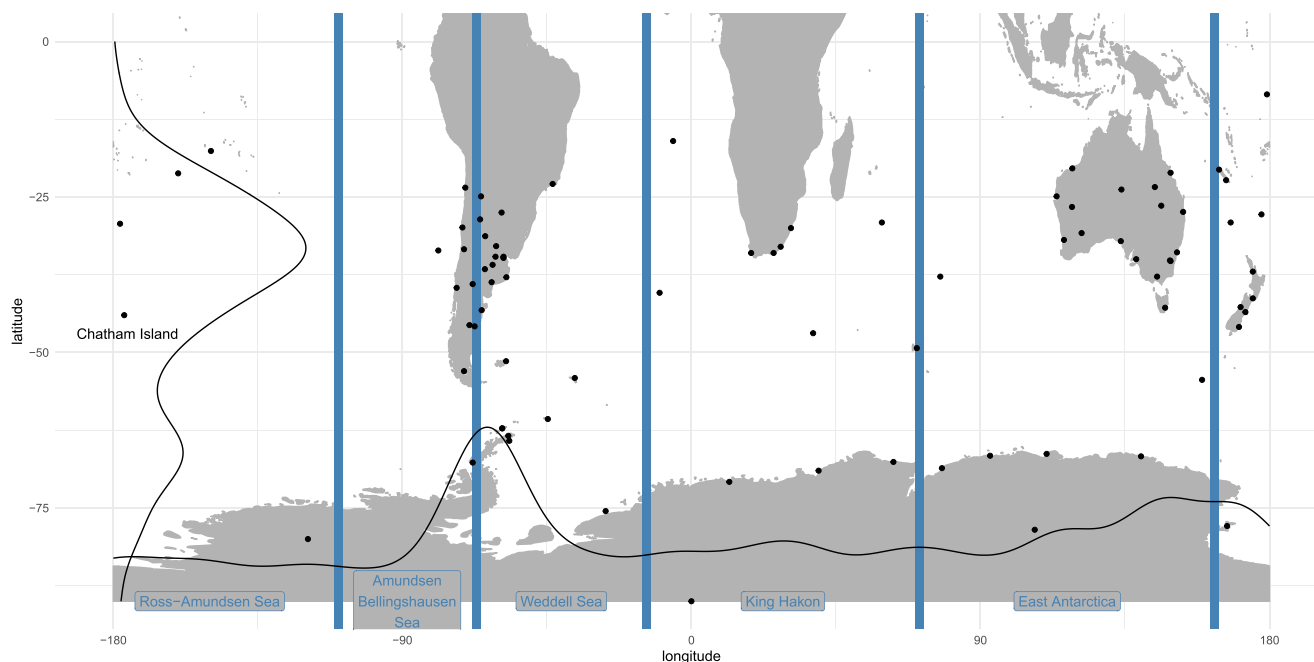 0
−25
−50
−75
latitude
Chatham Island
Ross−Amundsen Sea
Amundsen
Bellingshausen
Sea
Weddell Sea
King Hakon
East Antarctica
−180
−90
0
90
180
longitude